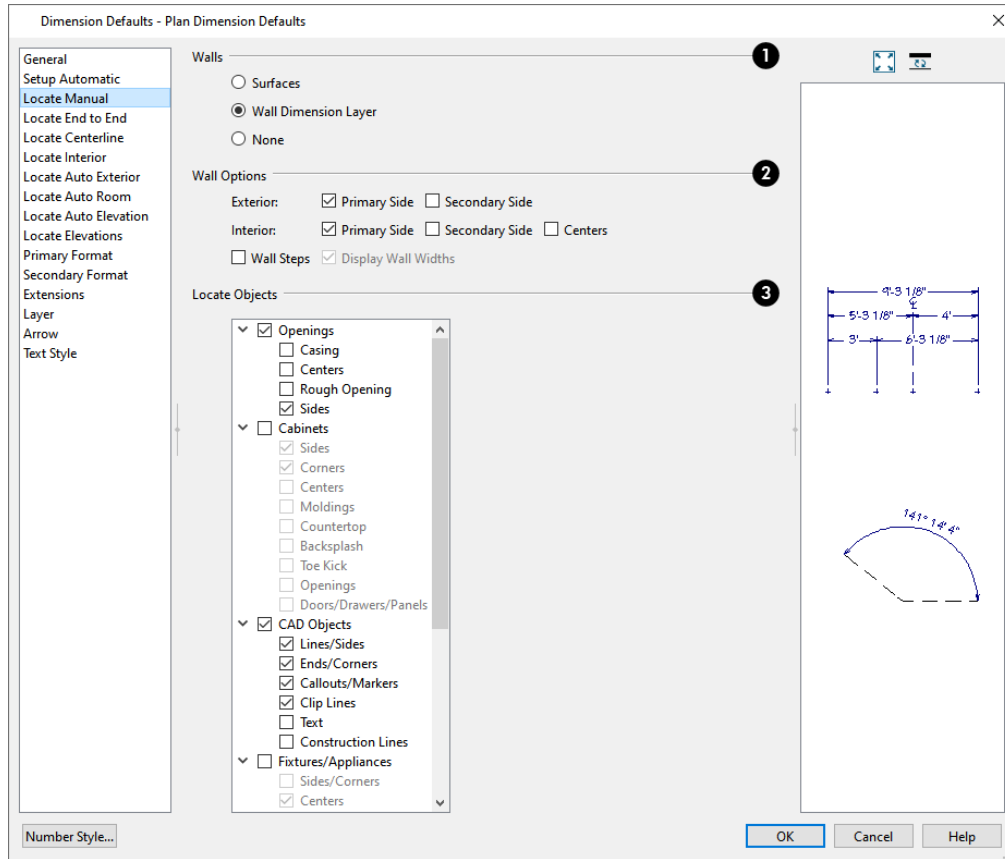 Dimension Defaults - Plan Dimension Defaults
General
Setup Automatic
Locate Manual
Locate End to End
Locate Centerline
Locate Interior
Locate Auto Exterior
Locate Auto Room
Locate Auto Elevation
Locate Elevations
Primary Format
Secondary Format
Extensions
Layer
Arrow
Text Style
Walls 1
Surfaces
Wall Dimension Layer
None
Wall Options 2
Exterior: Primary Side Secondary Side
Interior: Primary Side Secondary Side Centers
Wall Steps Display Wall Widths
Locate Objects 3
Openings
Casing
Centers
Rough Opening
Sides
Cabinets
Sides
Corners
Centers
Moldings
Countertop
Backsplash
Toe Kick
Openings
Doors/Drawers/Panels
CAD Objects
Lines/Sides
Ends/Corners
Callouts/Markers
Clip Lines
Text
Construction Lines
Fixtures/Appliances
Sides/Corners
Centers
9'-3 1/8"
5'-3 1/8" 4'
3' 6'-3 1/8"
141° 14' 4"
Number Style... OK Cancel Help